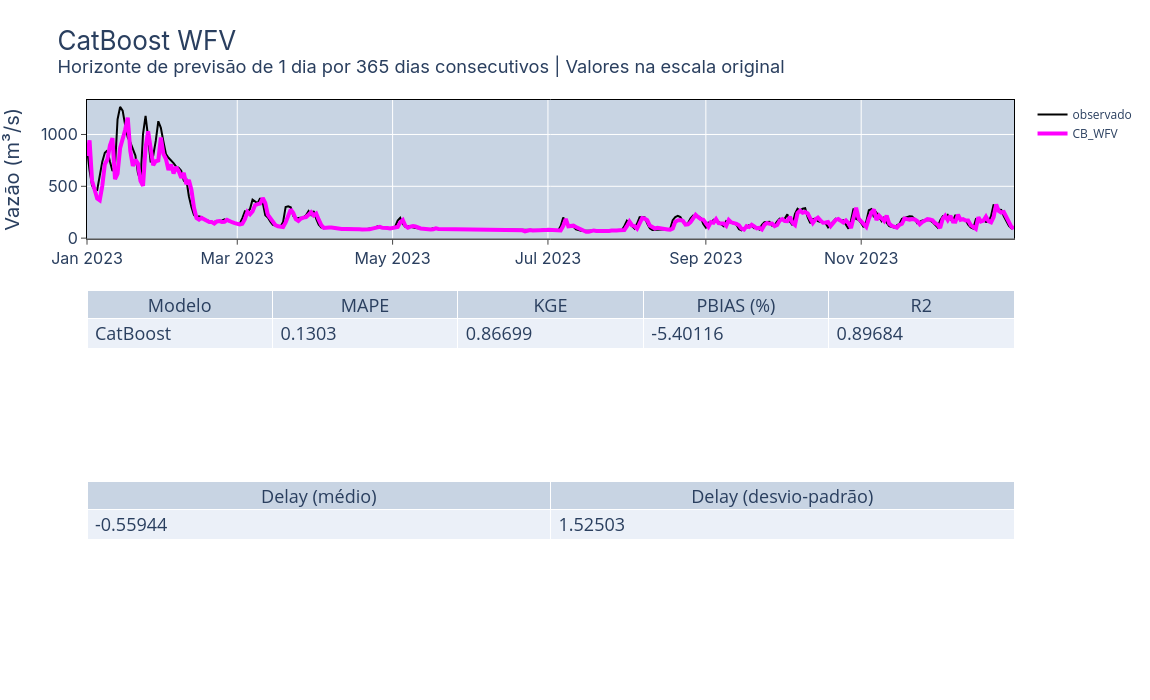 CatBoost WFV
Horizonte de previsão de 1 dia por 365 dias consecutivos | Valores na escala original
Vazão (m³/s)
1000
500
0
Jan 2023 Mar 2023 May 2023 Jul 2023 Sep 2023 Nov 2023
observado
CB_WFV
Modelo MAPE KGE PBIAS (%) R2
CatBoost 0.1303 0.86699 -5.40116 0.89684
Delay (médio) Delay (desvio-padrão)
-0.55944 1.52503